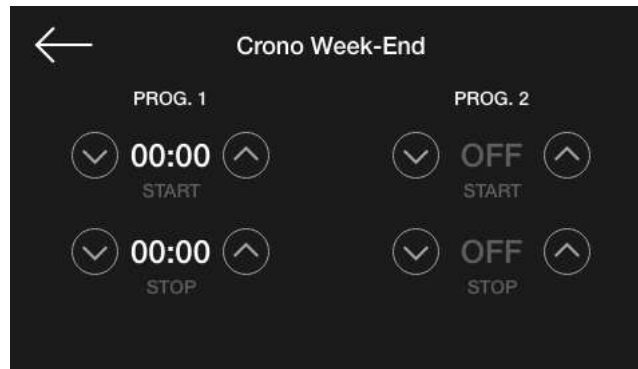 Crono Week-End
PROG. 1
00:00
START
00:00
STOP
PROG. 2
OFF
START
OFF
STOP